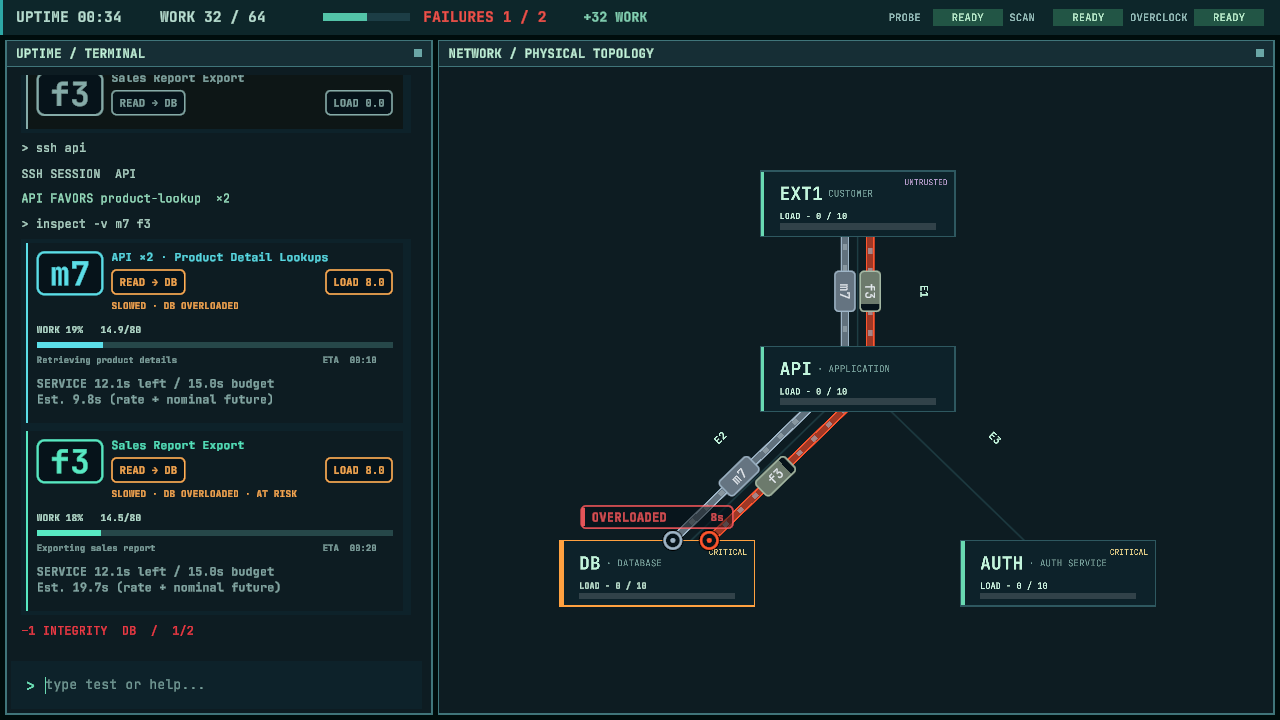 UPTIME 00:34 WORK 32 / 64 FAILURES 1 / 2 +32 WORK PROBE READY SCAN READY OVERCLOCK READY
UPTIME / TERMINAL
f3 Sales Report Export
READ → DB LOAD 0.0
> ssh api
SSH SESSION API
API FAVORS product-lookup ×2
> inspect -v m7 f3
m7 API ×2 · Product Detail Lookups
READ → DB LOAD 8.0
SLOWED · DB OVERLOADED
WORK 19% 14.9/80
Retrieving product details ETA 00:10
SERVICE 12.1s left / 15.0s budget
Est. 9.8s (rate + nominal future)
f3 Sales Report Export
READ → DB LOAD 8.0
SLOWED · DB OVERLOADED · AT RISK
WORK 18% 14.5/80
Exporting sales report ETA 00:20
SERVICE 12.1s left / 15.0s budget
Est. 19.7s (rate + nominal future)
−1 INTEGRITY DB / 1/2
> type test or help...
NETWORK / PHYSICAL TOPOLOGY
UNTRUSTED
EXT1 CUSTOMER
LOAD - 0 / 10
m7 f3 E1
API · APPLICATION
LOAD - 0 / 10
E2 E3
m7 f3
OVERLOADED 8s
CRITICAL
DB · DATABASE
LOAD - 0 / 10
CRITICAL
AUTH · AUTH SERVICE
LOAD - 0 / 10